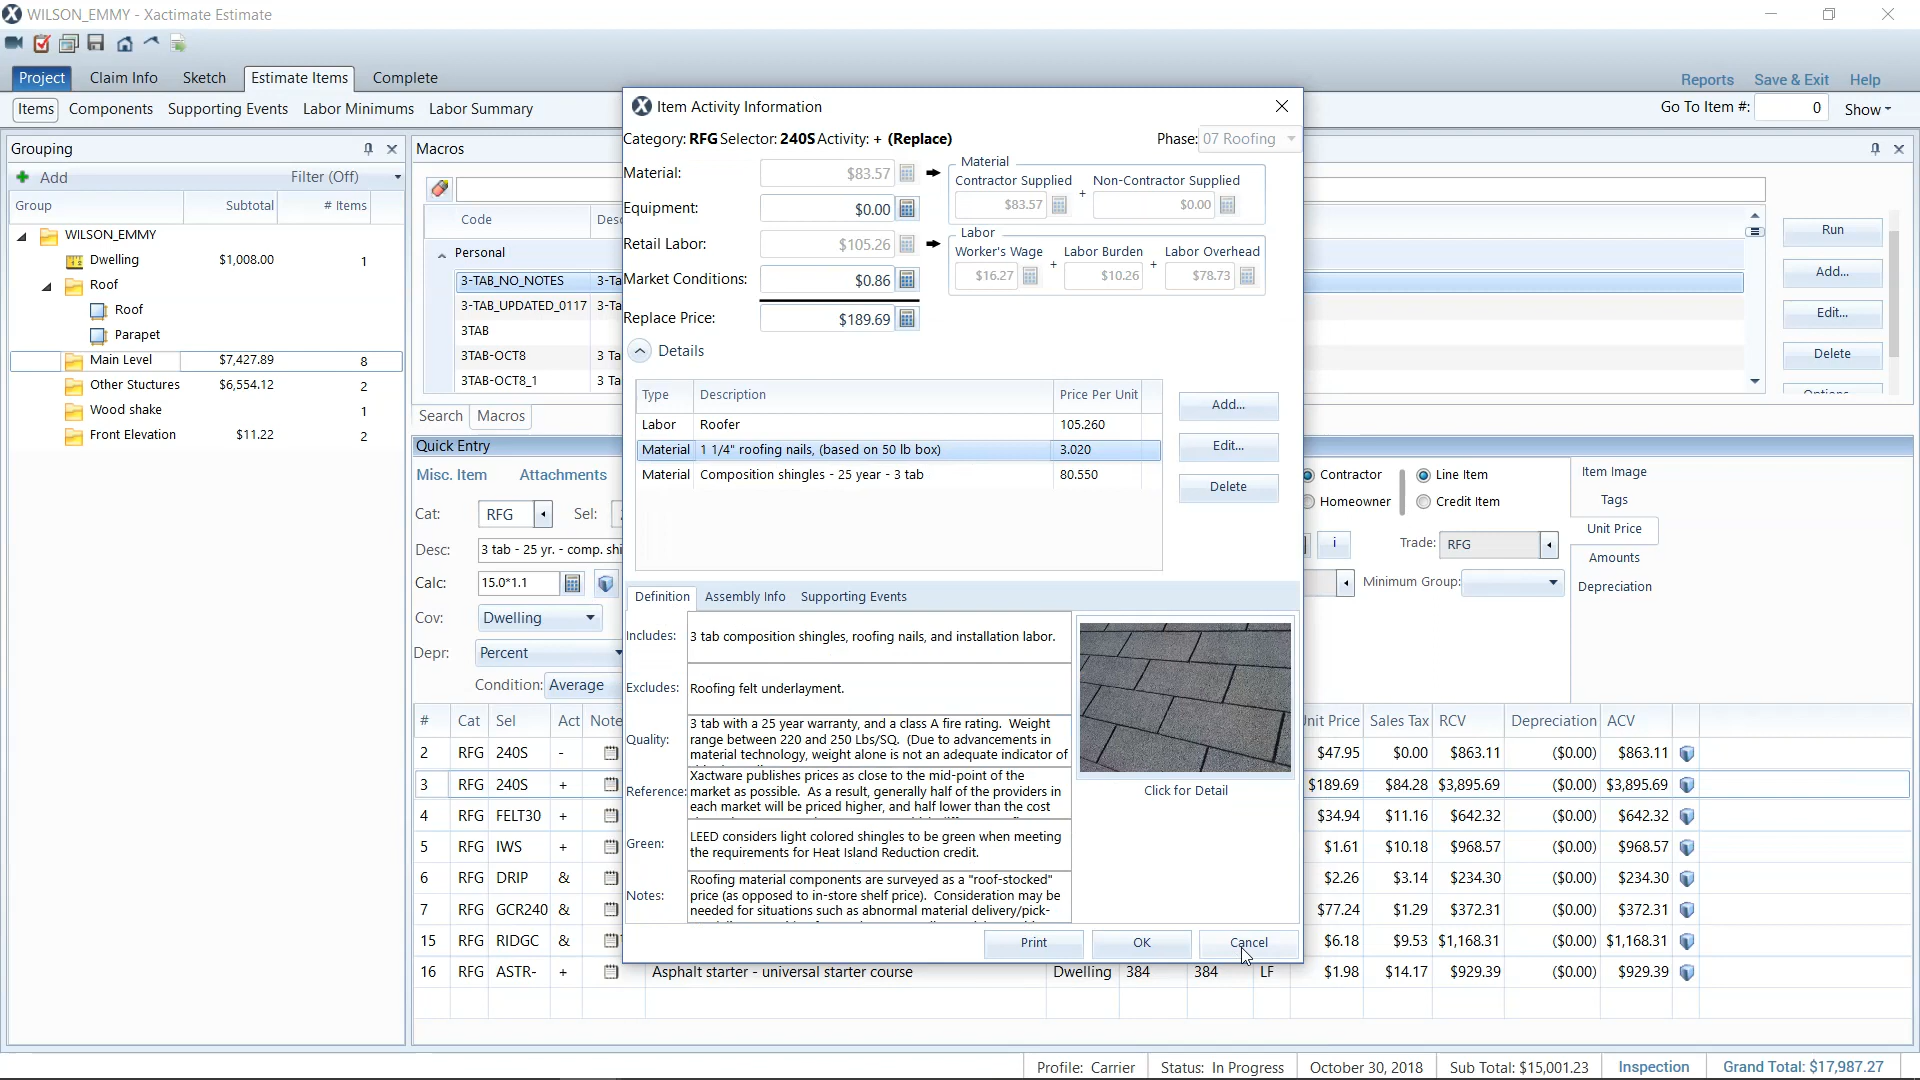 WILSON_EMMY - Xactimate Estimate
Project Claim Info Sketch Estimate Items Complete
Reports Save & Exit Help
Items Components Supporting Events Labor Minimums Labor Summary
Go To Item #: 0 Show
Grouping
Add Filter (Off)
Group Subtotal # Items
WILSON_EMMY
Dwelling $1,008.00 1
Roof
Roof
Parapet
Main Level $7,427.89 8
Other Stuctures $6,554.12 2
Wood shake 1
Front Elevation $11.22 2
Macros
Code Desc
Personal
3-TAB_NO_NOTES 3-Ta
3-TAB_UPDATED_0117 3-Ta
3TAB
3TAB-OCT8 3 Ta
3TAB-OCT8_1 3 Ta
Run
Add...
Edit...
Delete
Search Macros
Quick Entry
Misc. Item Attachments
Cat: RFG Sel:
Desc: 3 tab - 25 yr. - comp. shi
Calc: 15.0*1.1
Cov: Dwelling
Depr: Percent
Condition: Average
Contractor Line Item
Homeowner Credit Item
i Trade: RFG
Minimum Group:
Item Image
Tags
Unit Price
Amounts
Depreciation
Item Activity Information
Category: RFG Selector: 240S Activity: + (Replace) Phase: 07 Roofing
Material: $83.57
Equipment: $0.00
Retail Labor: $105.26
Market Conditions: $0.86
Replace Price: $189.69
Material
Contractor Supplied + Non-Contractor Supplied
$83.57 $0.00
Labor
Worker's Wage + Labor Burden + Labor Overhead
$16.27 $10.26 $78.73
Details
Type Description Price Per Unit
Labor Roofer 105.260
Material 1 1/4" roofing nails, (based on 50 lb box) 3.020
Material Composition shingles - 25 year - 3 tab 80.550
Add...
Edit...
Delete
Definition Assembly Info Supporting Events
Includes: 3 tab composition shingles, roofing nails, and installation labor.
Excludes: Roofing felt underlayment.
Quality: 3 tab with a 25 year warranty, and a class A fire rating. Weight
range between 220 and 250 Lbs/SQ. (Due to advancements in
material technology, weight alone is not an adequate indicator of
Reference: Xactware publishes prices as close to the mid-point of the
market as possible. As a result, generally half of the providers in
each market will be priced higher, and half lower than the cost
Green: LEED considers light colored shingles to be green when meeting
the requirements for Heat Island Reduction credit.
Notes: Roofing material components are surveyed as a "roof-stocked"
price (as opposed to in-store shelf price). Consideration may be
needed for situations such as abnormal material delivery/pick-
Click for Detail
Print OK Cancel
# Cat Sel Act Note Unit Price Sales Tax RCV Depreciation ACV
2 RFG 240S - $47.95 $0.00 $863.11 ($0.00) $863.11
3 RFG 240S + $189.69 $84.28 $3,895.69 ($0.00) $3,895.69
4 RFG FELT30 + $34.94 $11.16 $642.32 ($0.00) $642.32
5 RFG IWS + $1.61 $10.18 $968.57 ($0.00) $968.57
6 RFG DRIP & $2.26 $3.14 $234.30 ($0.00) $234.30
7 RFG GCR240 & $77.24 $1.29 $372.31 ($0.00) $372.31
15 RFG RIDGC & $6.18 $9.53 $1,168.31 ($0.00) $1,168.31
16 RFG ASTR- + Asphalt starter - universal starter course Dwelling 384 384 LF $1.98 $14.17 $929.39 ($0.00) $929.39
Profile: Carrier Status: In Progress October 30, 2018 Sub Total: $15,001.23 Inspection Grand Total: $17,987.27